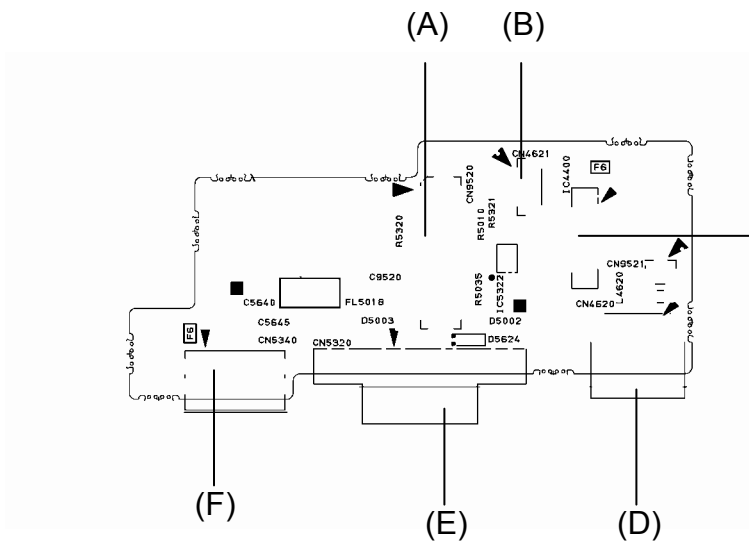 (A) (B)
CN4621
F6
IC4400
CN9520
R5320
R5010
R5321
CN9521
C9520
L4620
C5640
FL5018
R5035
IC5322
CN4620
C5645
D5003
D5002
F6
CN5340
CN5320
D5624
(F)
(E)
(D)